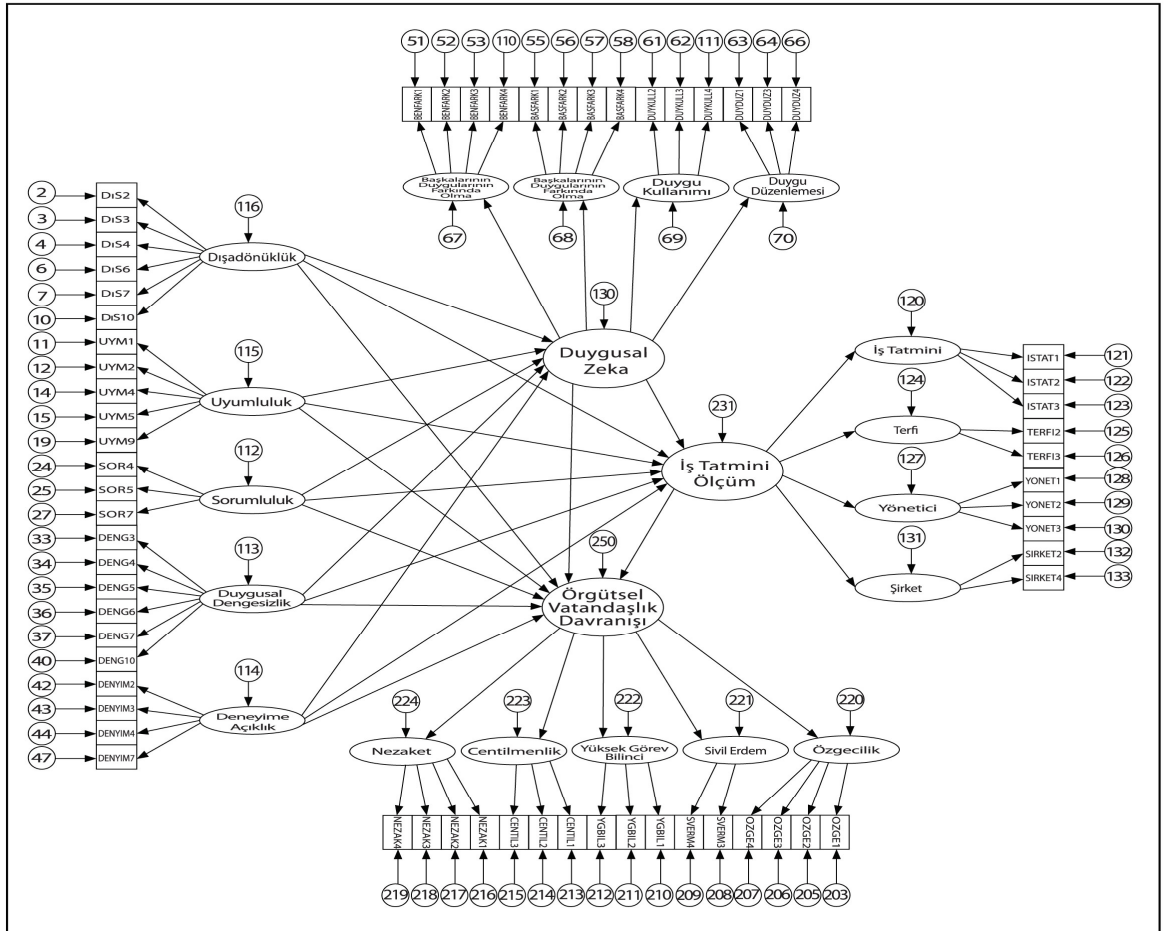 51 52 53 110 55 56 57 58 61 62 111 63 64 66
BENFARK1 BENFARK2 BENFARK3 BENFARK4 BASFARK1 BASFARK2 BASFARK3 BASFARK4 DUYKULL2 DUYKULL3 DUYKULL4 DUYDUZ1 DUYDUZ3 DUYDUZ4
Başkalarının
Duygularının
Farkında
Olma
Başkalarının
Duygularının
Farkında
Olma
Duygu
Kullanımı
Duygu
Düzenlemesi
67 68 69 70
2 DıS2
3 DıS3
4 DıS4
6 DıS6
7 DıS7
10 DıS10
11 UYM1
12 UYM2
14 UYM4
15 UYM5
19 UYM9
24 SOR4
25 SOR5
27 SOR7
33 DENG3
34 DENG4
35 DENG5
36 DENG6
37 DENG7
40 DENG10
42 DENYIM2
43 DENYIM3
44 DENYIM4
47 DENYIM7
116
Dışadönüklük
115
Uyumluluk
112
Sorumluluk
113
Duygusal
Dengesizlik
114
Deneyime
Açıklık
130
Duygusal
Zeka
231
İş Tatmini
Ölçüm
250
Örgütsel
Vatandaşlık
Davranışı
120
İş Tatmini
124
Terfi
127
Yönetici
131
Şirket
ISTAT1 121
ISTAT2 122
ISTAT3 123
TERFI2 125
TERFI3 126
YONET1 128
YONET2 129
YONET3 130
SIRKET2 132
SIRKET4 133
224 223 222 221 220
Nezaket
Centilmenlik
Yüksek Görev
Bilinci
Sivil Erdem
Özgecilik
NEZAK4 NEZAK3 NEZAK2 NEZAK1 CENTİL3 CENTİL2 CENTİL1 YGBIL3 YGBIL2 YGBIL1 SVERM4 SVERM3 OZGE4 OZGE3 OZGE2 OZGE1
219 218 217 216 215 214 213 212 211 210 209 208 207 206 205 203